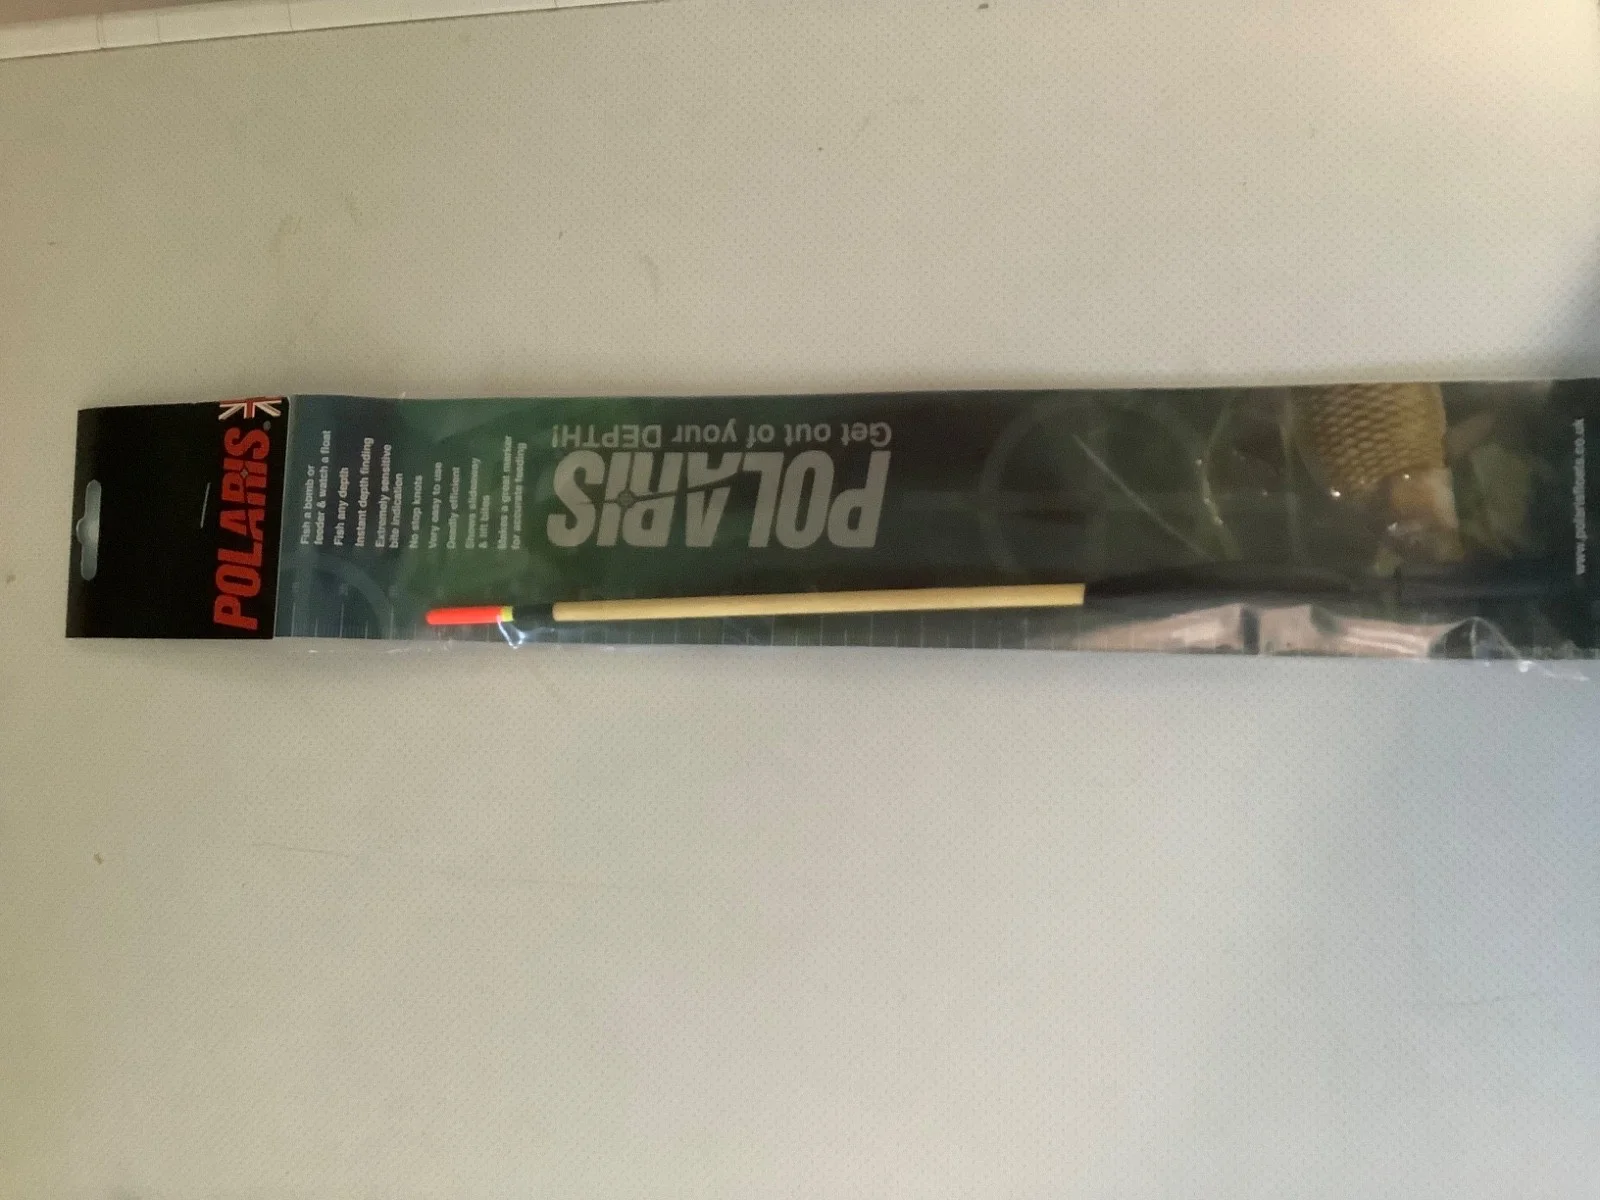 POLARIS®
Fish a bomb or
feeder & watch a float
Fish any depth
Instant depth finding
Extremely sensitive
bite indication
No stop knots
Very easy to use
Deadly efficient
Shows slideaway
& lift bites
Makes a great marker
for accurate feeding
POLARIS
Get out of your DEPTH!
www.polarisfloats.co.uk